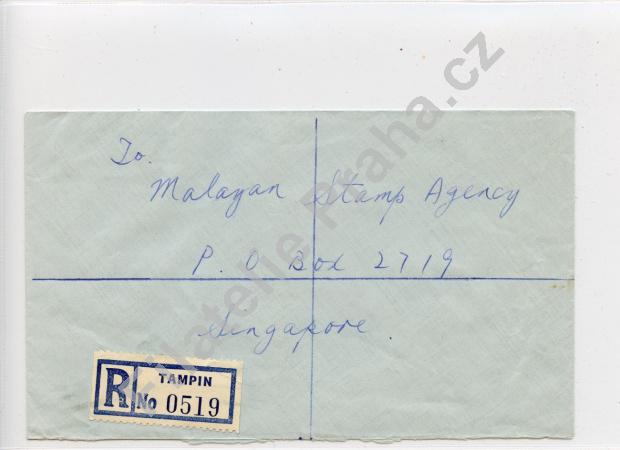 To.
Malayan Stamp Agency
P. O Box 2719
Singapore
R TAMPIN
No 0519
Filatelie Praha.cz